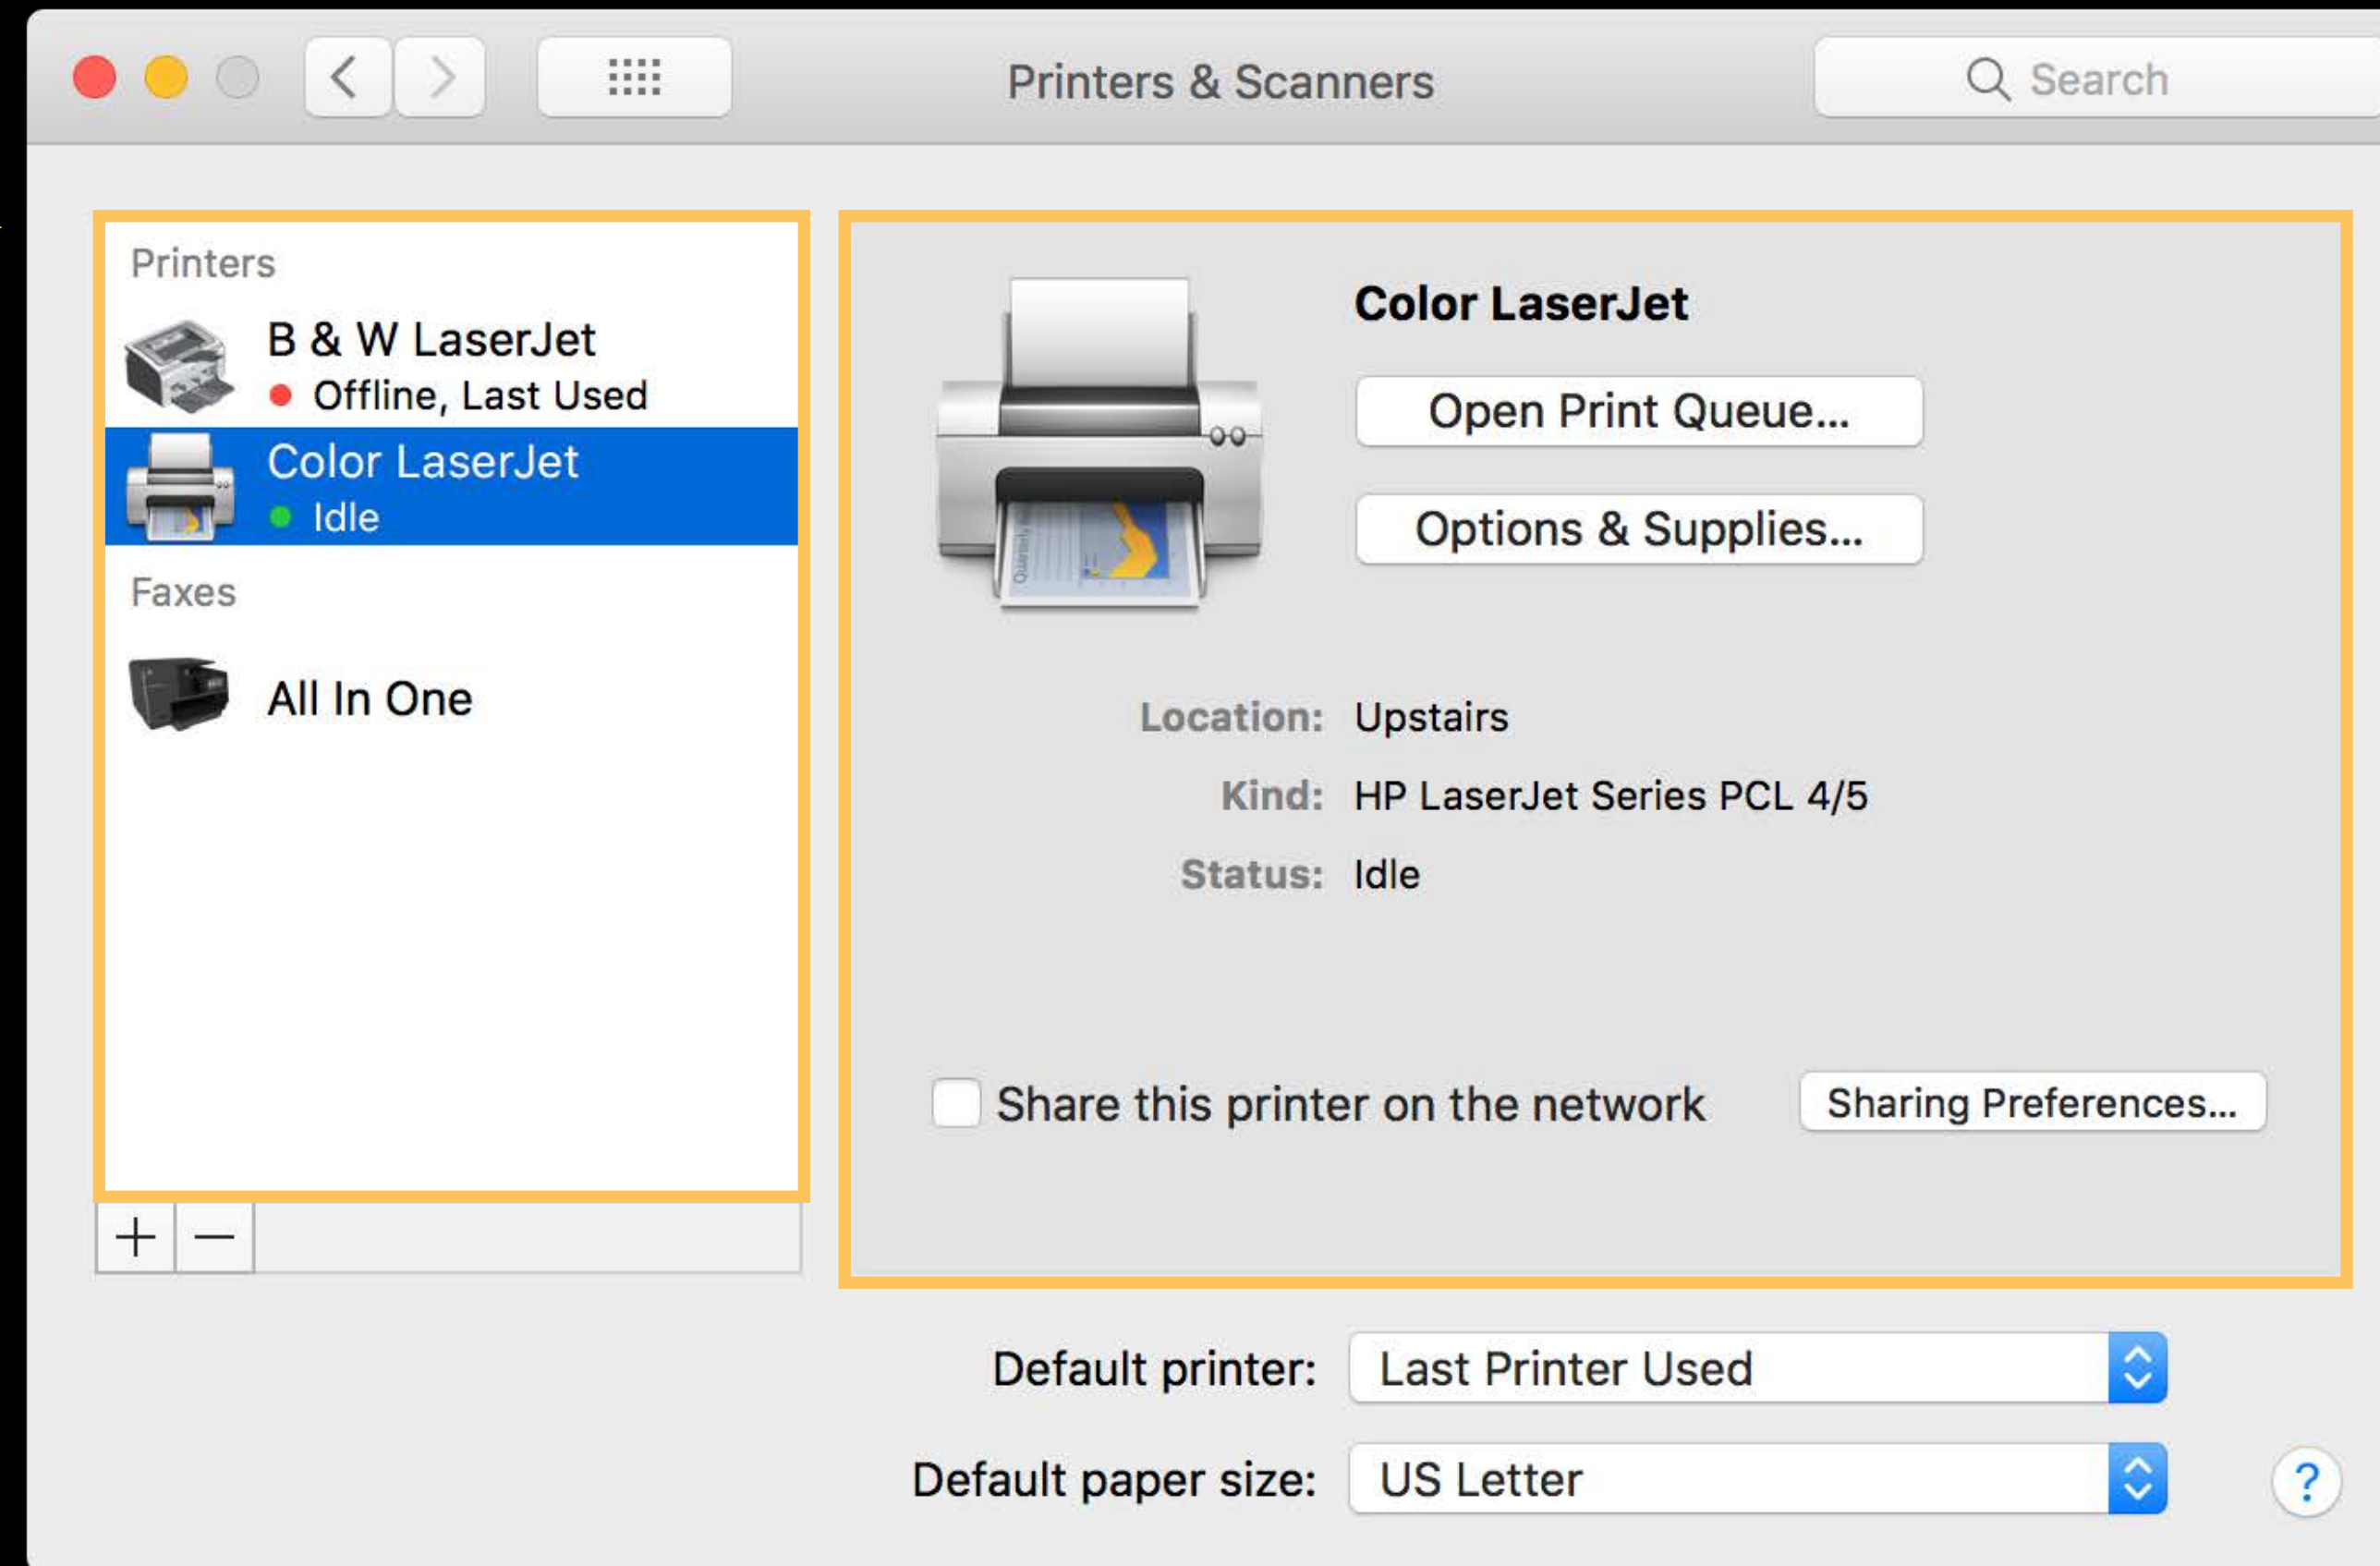 Printers & Scanners
Search
Printers
B & W LaserJet
Offline, Last Used
Color LaserJet
Idle
Faxes
All In One
Color LaserJet
Open Print Queue...
Options & Supplies...
Location: Upstairs
Kind: HP LaserJet Series PCL 4/5
Status: Idle
Share this printer on the network
Sharing Preferences...
Default printer: Last Printer Used
Default paper size: US Letter
?